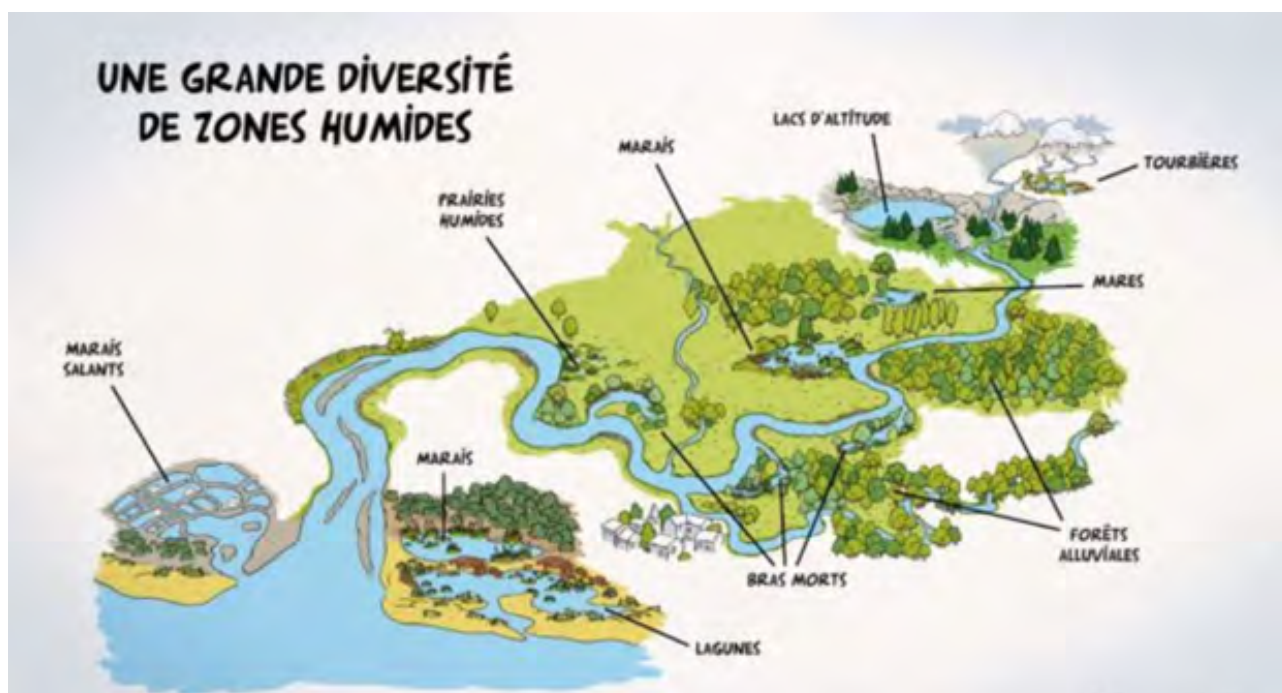 UNE GRANDE DIVERSITÉ
DE ZONES HUMIDES
LACS D'ALTITUDE
TOURBIÈRES
MARAIS
PRAIRIES
HUMIDES
MARES
MARAIS
SALANTS
MARAIS
FORÊTS
ALLUVIALES
BRAS MORTS
LAGUNES